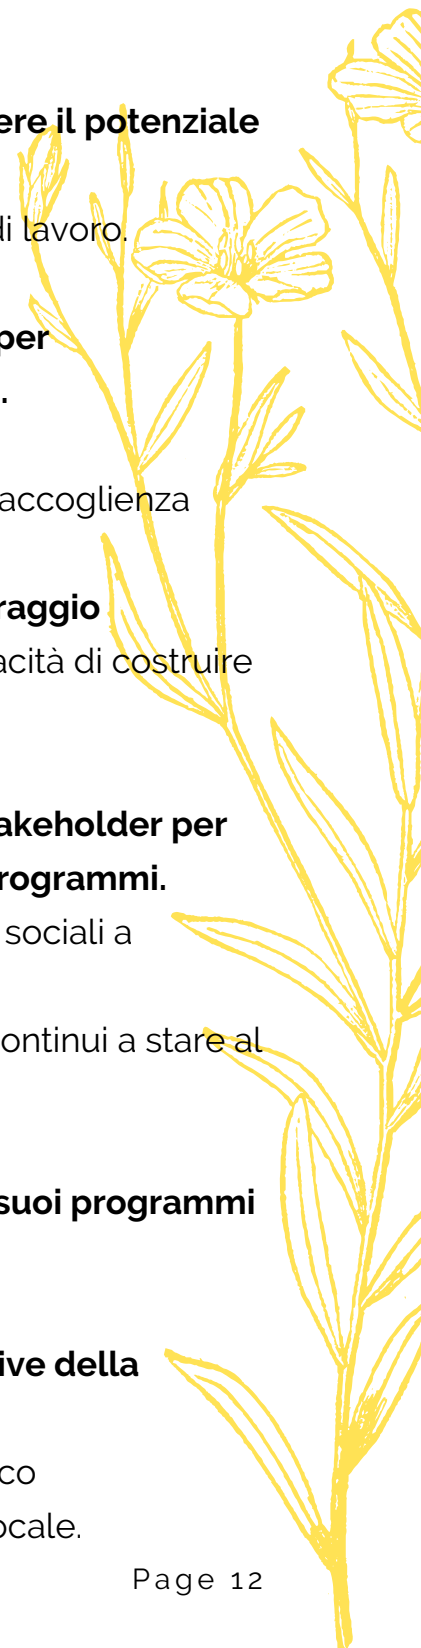 ere il potenziale
di lavoro.
per
.
accoglienza
raggio
acità di costruire
akeholder per
rogrammi.
sociali a
ontinui a stare al
suoi programmi
ive della
co
ocale.
Page 12